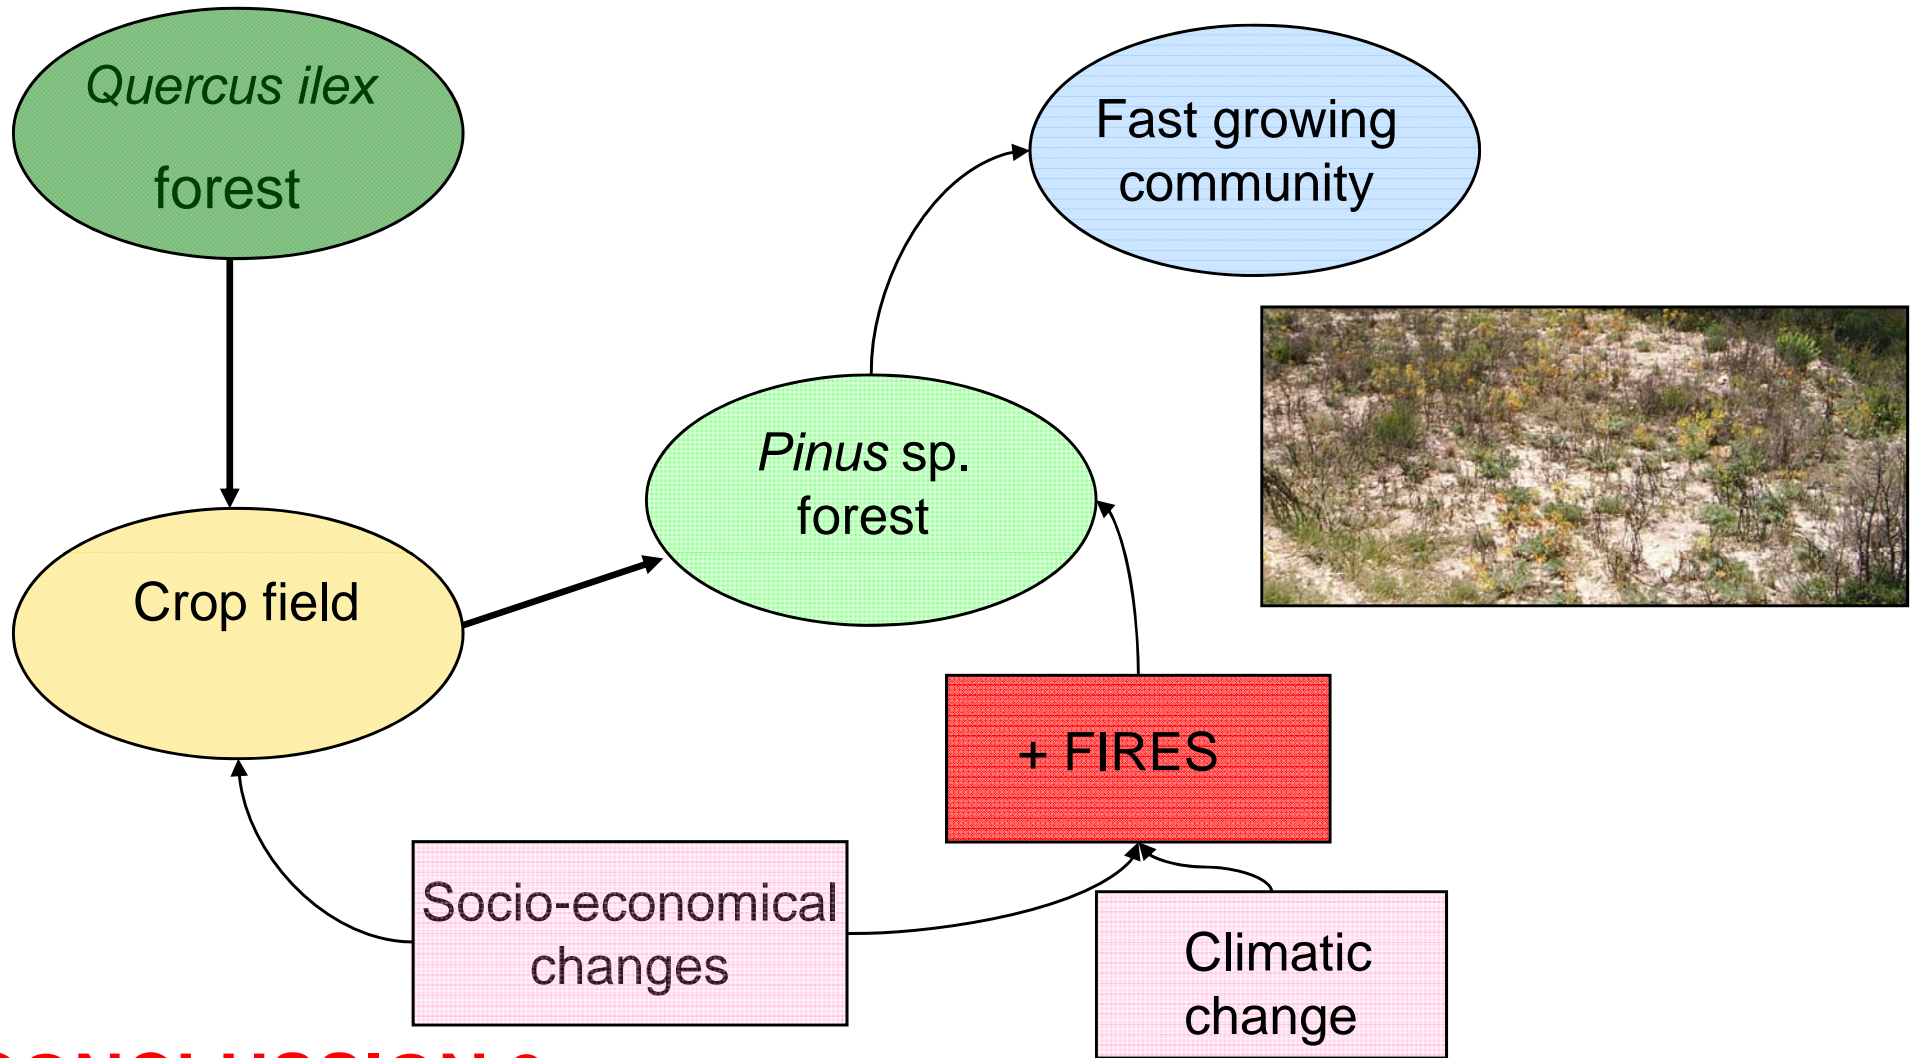 Quercus ilex
forest
Fast growing
community
Pinus sp.
forest
Crop field
+ FIRES
Socio-economical
changes
Climatic
change